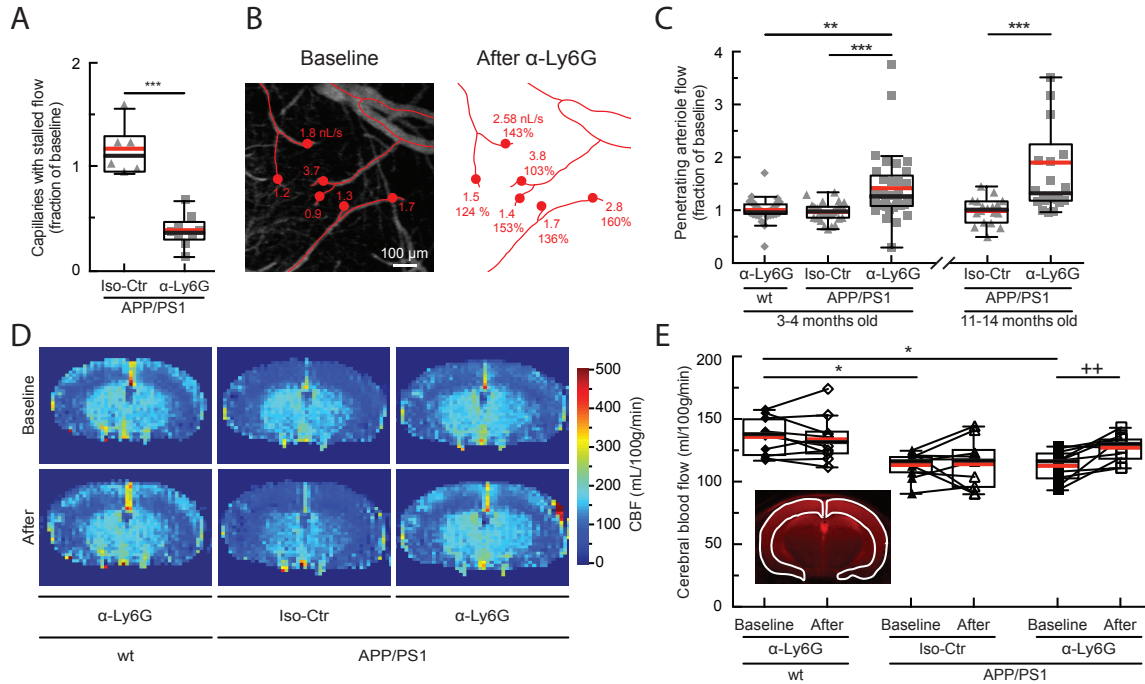 A
Capillaries with stalled flow
(fraction of baseline)
2
1
0
***
Iso-Ctr α-Ly6G
APP/PS1
B
Baseline
After α-Ly6G
1.8 nL/s
3.7
1.2
1.3
0.9
1.7
100 µm
2.58 nL/s
143%
3.8
103%
1.5
124 %
1.4
153%
1.7
136%
2.8
160%
C
Penetrating arteriole flow
(fraction of baseline)
4
3
2
1
0
**
***
***
α-Ly6G Iso-Ctr α-Ly6G Iso-Ctr α-Ly6G
wt APP/PS1 APP/PS1
3-4 months old 11-14 months old
D
Baseline
After
500
400
300
200
100
0
CBF (mL/100g/min)
α-Ly6G Iso-Ctr α-Ly6G
wt APP/PS1
E
Cerebral blood flow (ml/100g/min)
200
150
100
50
0
*
*
++
Baseline After Baseline After Baseline After
α-Ly6G Iso-Ctr α-Ly6G
wt APP/PS1